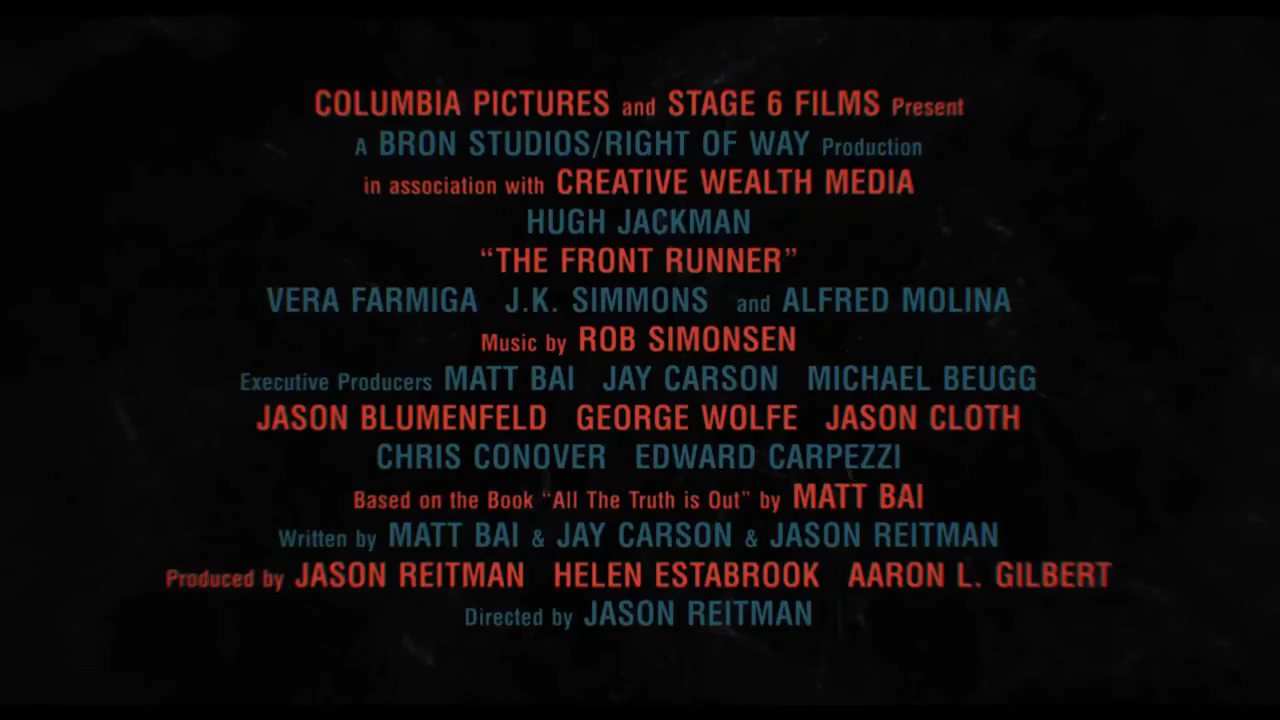 COLUMBIA PICTURES and STAGE 6 FILMS Present
A BRON STUDIOS/RIGHT OF WAY Production
in association with CREATIVE WEALTH MEDIA
HUGH JACKMAN
“THE FRONT RUNNER”
VERA FARMIGA J.K. SIMMONS and ALFRED MOLINA
Music by ROB SIMONSEN
Executive Producers MATT BAI JAY CARSON MICHAEL BEUGG
JASON BLUMENFELD GEORGE WOLFE JASON CLOTH
CHRIS CONOVER EDWARD CARPEZZI
Based on the Book “All The Truth is Out” by MATT BAI
Written by MATT BAI & JAY CARSON & JASON REITMAN
Produced by JASON REITMAN HELEN ESTABROOK AARON L. GILBERT
Directed by JASON REITMAN